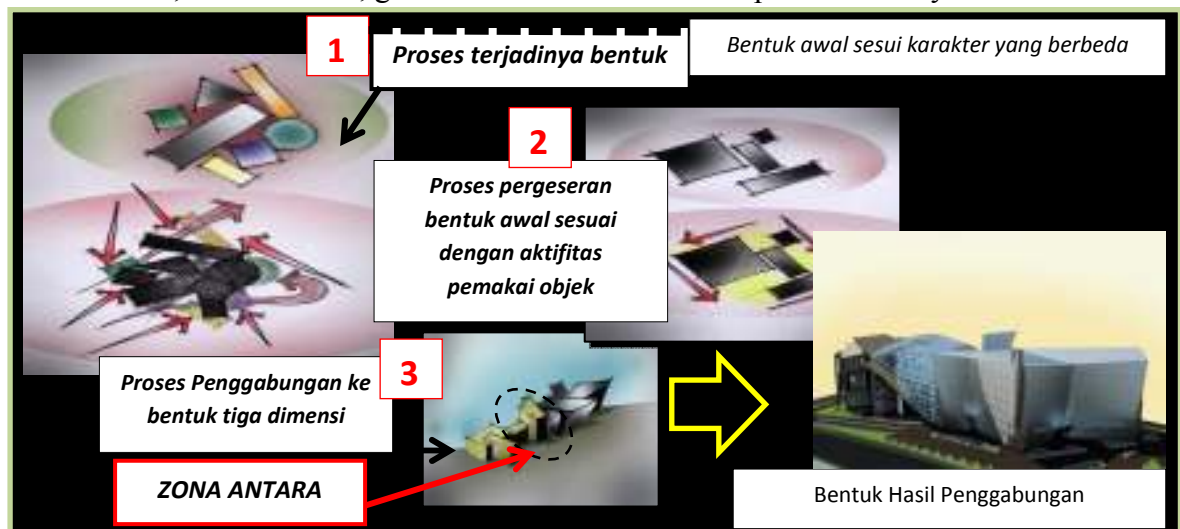 1
Proses terjadinya bentuk
Bentuk awal sesui karakter yang berbeda
2
Proses pergeseran
bentuk awal sesuai
dengan aktifitas
pemakai objek
3
Proses Penggabungan ke
bentuk tiga dimensi
ZONA ANTARA
Bentuk Hasil Penggabungan